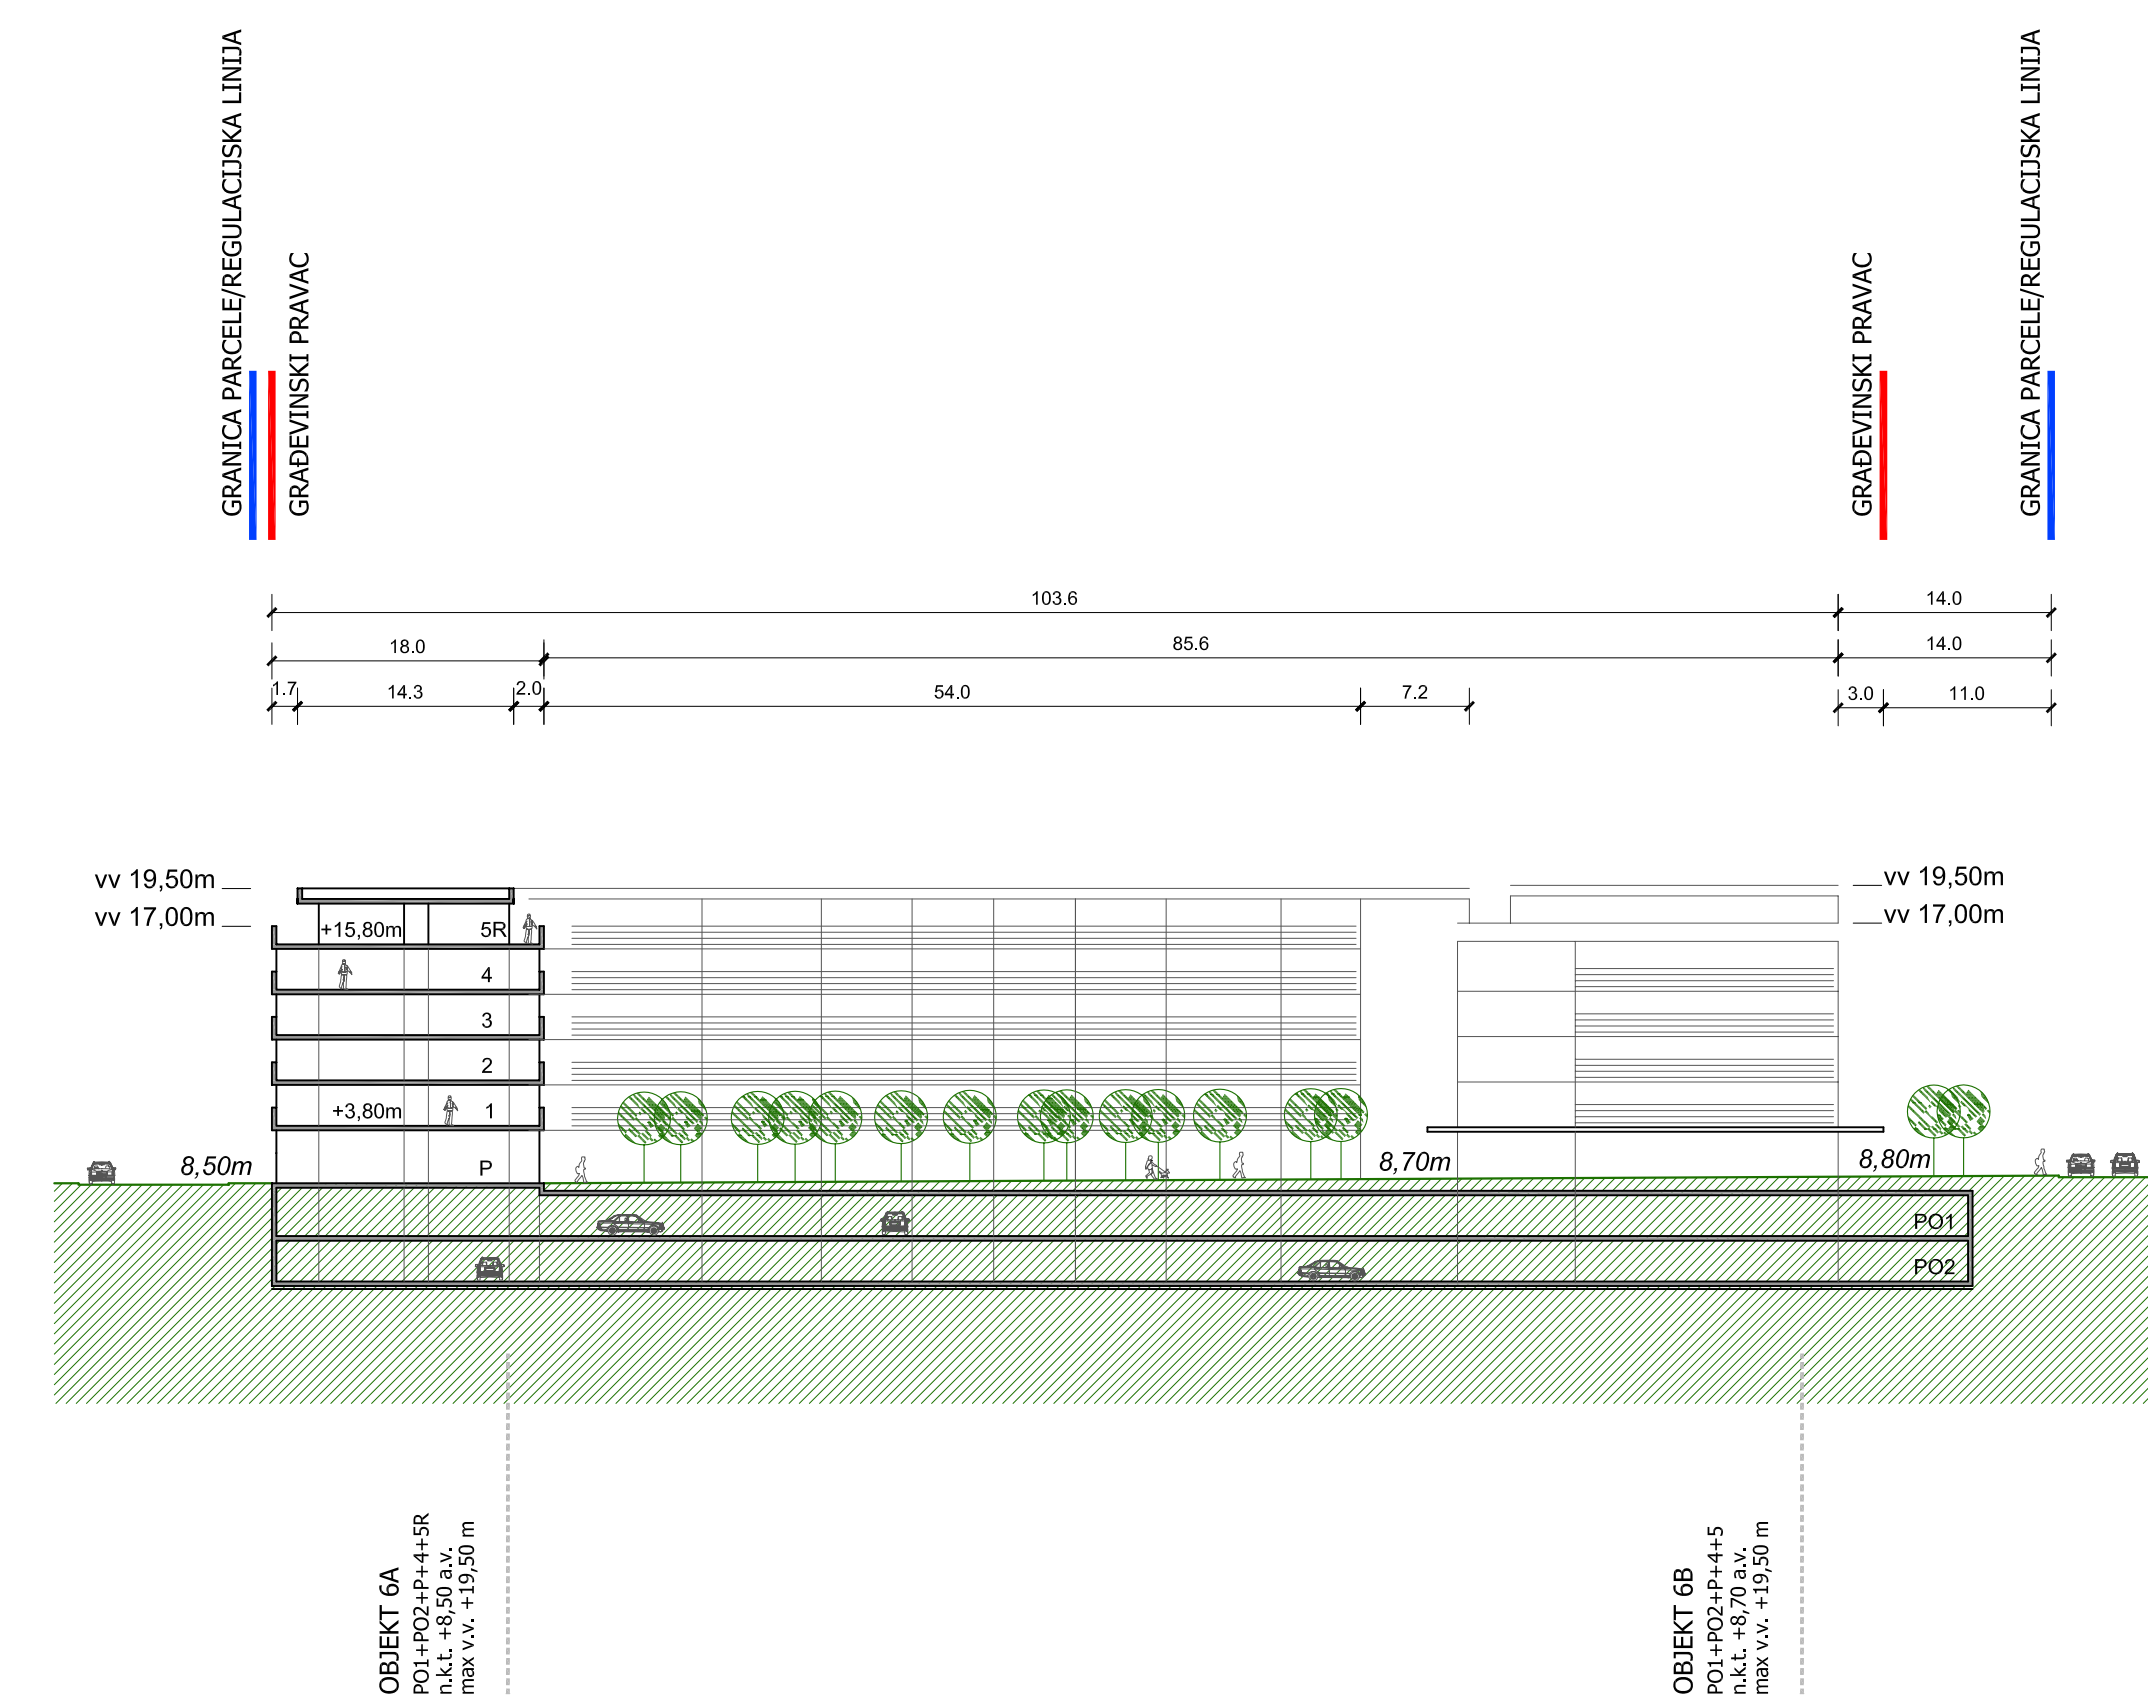 GRANICA PARCELE/REGULACIJSKA LINIJA
GRAĐEVINSKI PRAVAC
GRAĐEVINSKI PRAVAC
GRANICA PARCELE/REGULACIJSKA LINIJA
103.6
14.0
18.0
85.6
14.0
1.7
14.3
2.0
54.0
7.2
3.0
11.0
vv 19,50m
vv 19,50m
vv 17,00m
vv 17,00m
+15,80m
5R
4
3
2
+3,80m
1
8,50m
P
8,70m
8,80m
PO1
PO2
OBJEKT 6A
PO1+PO2+P+4+5R
n.k.t. +8,50 a.v.
max v.v. +19,50 m
OBJEKT 6B
PO1+PO2+P+4+5
n.k.t. +8,70 a.v.
max v.v. +19,50 m